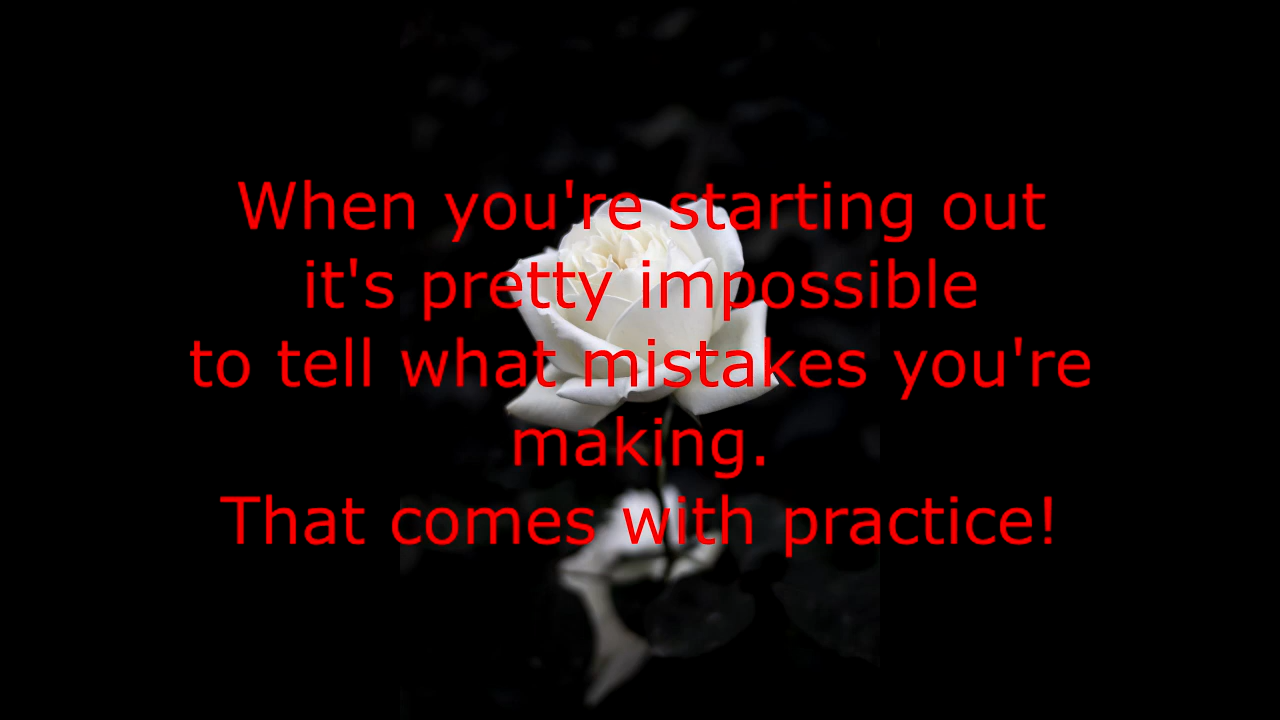 When you're starting out
it's pretty impossible
to tell what mistakes you're
making.
That comes with practice!